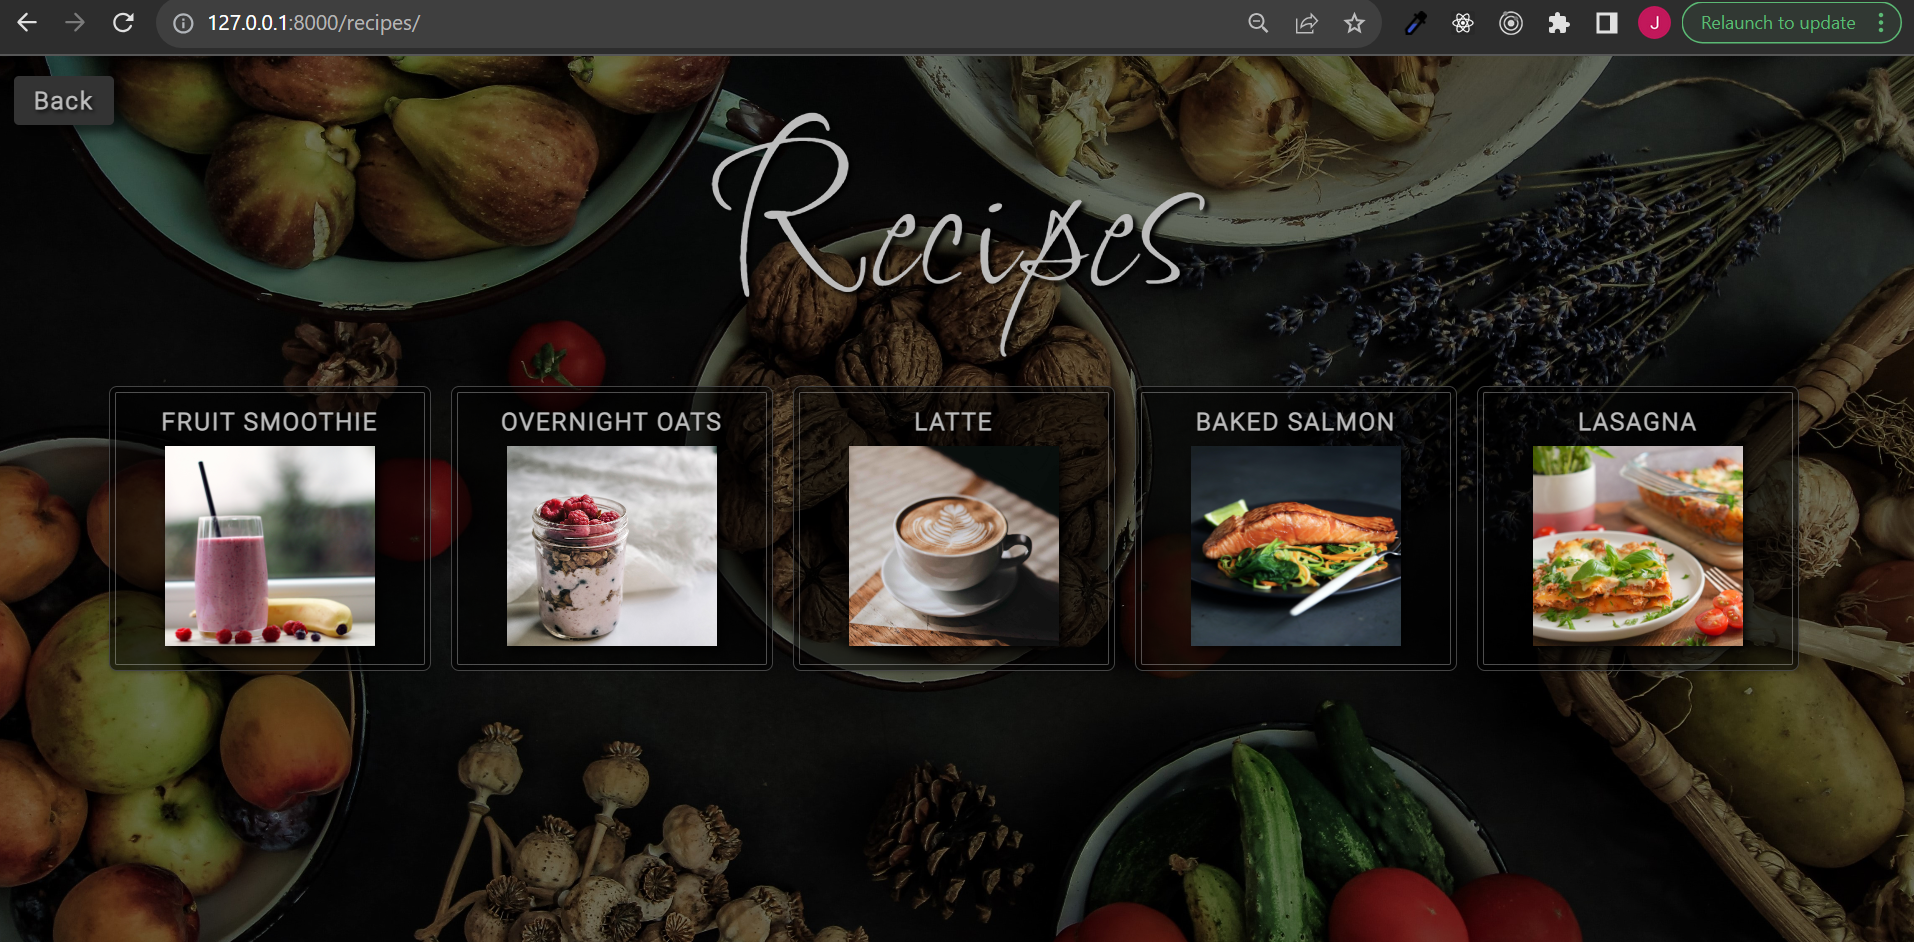 127.0.0.1:8000/recipes/
J
Relaunch to update
Back
Recipes
FRUIT SMOOTHIE
OVERNIGHT OATS
LATTE
BAKED SALMON
LASAGNA